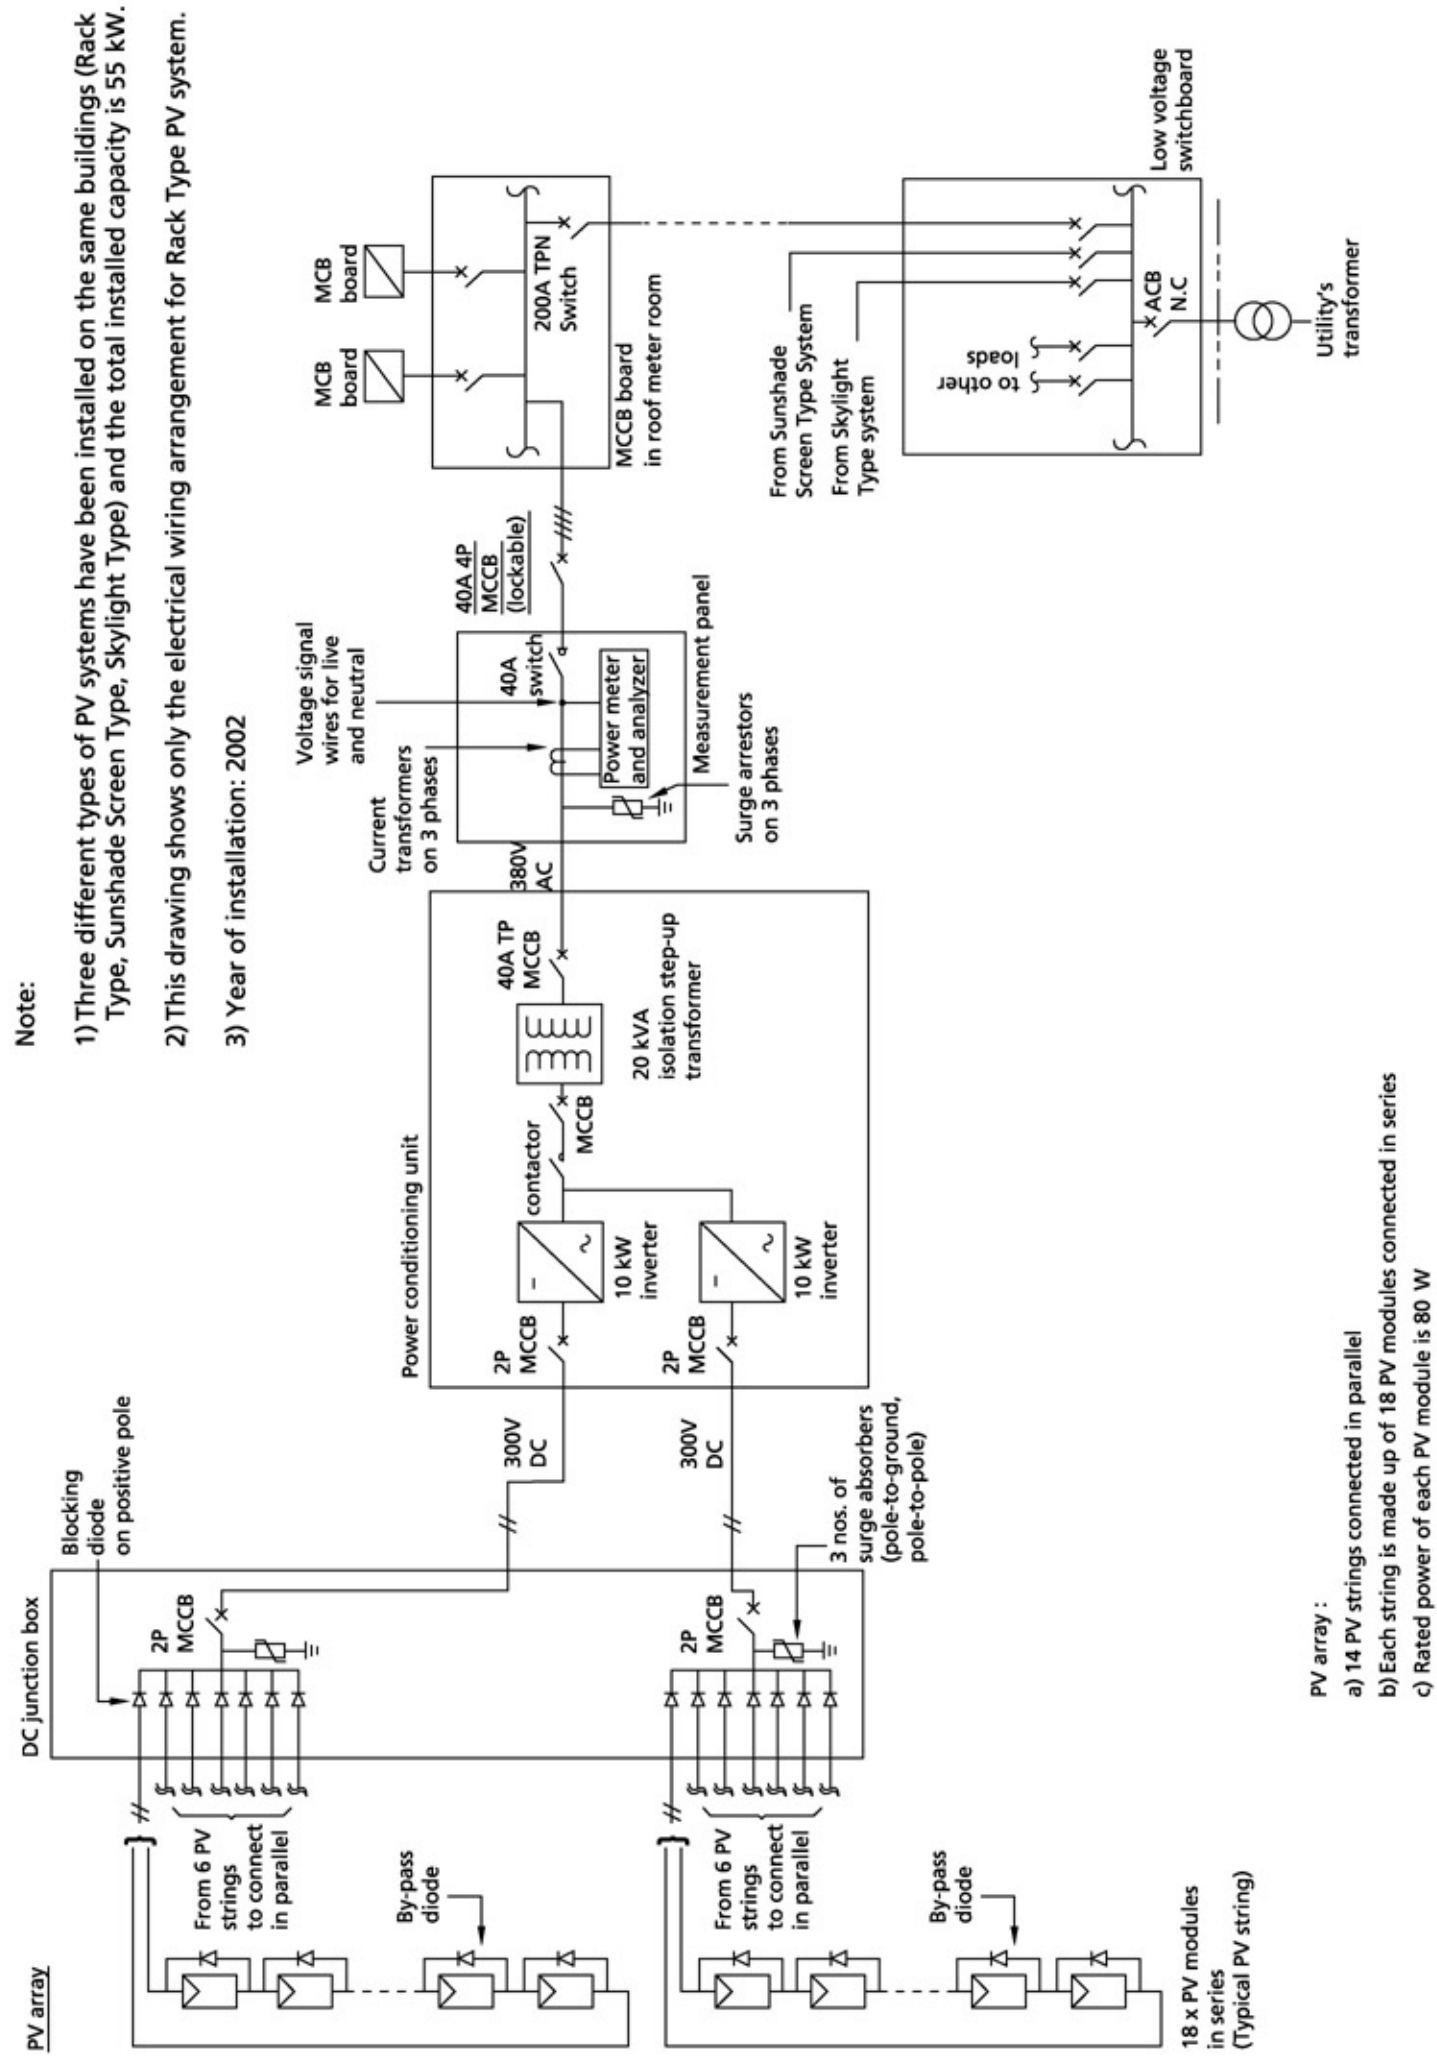 Note:
1) Three different types of PV systems have been installed on the same buildings (Rack
Type, Sunshade Screen Type, Skylight Type) and the total installed capacity is 55 kW.
2) This drawing shows only the electrical wiring arrangement for Rack Type PV system.
3) Year of installation: 2002
PV array
DC junction box
Blocking
diode
on positive pole
2P
MCCB
From 6 PV
strings
to connect
in parallel
By-pass
diode
300V
DC
Power conditioning unit
2P
MCCB
10 kW
inverter
contactor
MCCB
20 kVA
isolation step-up
transformer
40A TP
MCCB
380V
AC
Current
transformers
on 3 phases
Voltage signal
wires for live
and neutral
40A
switch
Power meter
and analyzer
Measurement panel
Surge arrestors
on 3 phases
40A 4P
MCCB
(lockable)
MCB
board
MCB
board
200A TPN
Switch
MCCB board
in roof meter room
2P
MCCB
From 6 PV
strings
to connect
in parallel
By-pass
diode
18 x PV modules
in series
(Typical PV string)
3 nos. of
surge absorbers
(pole-to-ground,
pole-to-pole)
300V
DC
2P
MCCB
10 kW
inverter
From Sunshade
Screen Type System
From Skylight
Type system
to other
loads
ACB
N.C
Low voltage
switchboard
Utility's
transformer
PV array :
a) 14 PV strings connected in parallel
b) Each string is made up of 18 PV modules connected in series
c) Rated power of each PV module is 80 W